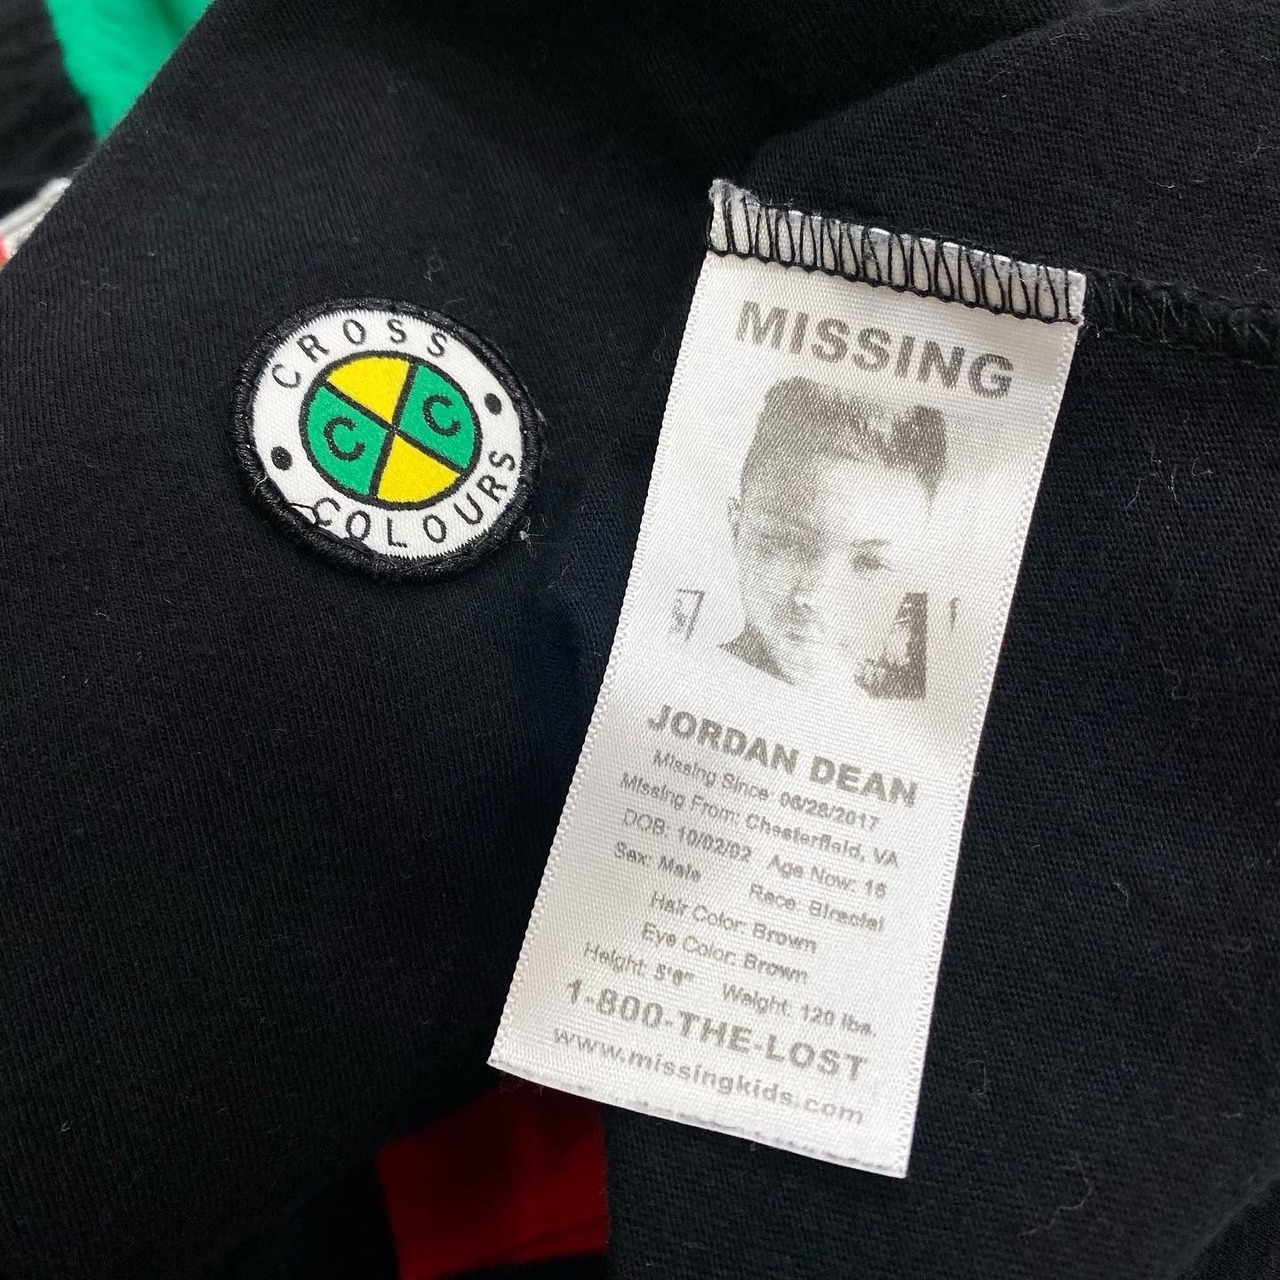 CROSS
COLOURS
C C
MISSING
JORDAN DEAN
Missing Since: 06/28/2017
Missing From: Chesterfield, VA
DOB: 10/02/02 Age Now: 16
Sex: Male Race: Biracial
Hair Color: Brown
Eye Color: Brown
Height: 5'6" Weight: 120 lbs.
1-800-THE-LOST
www.missingkids.com